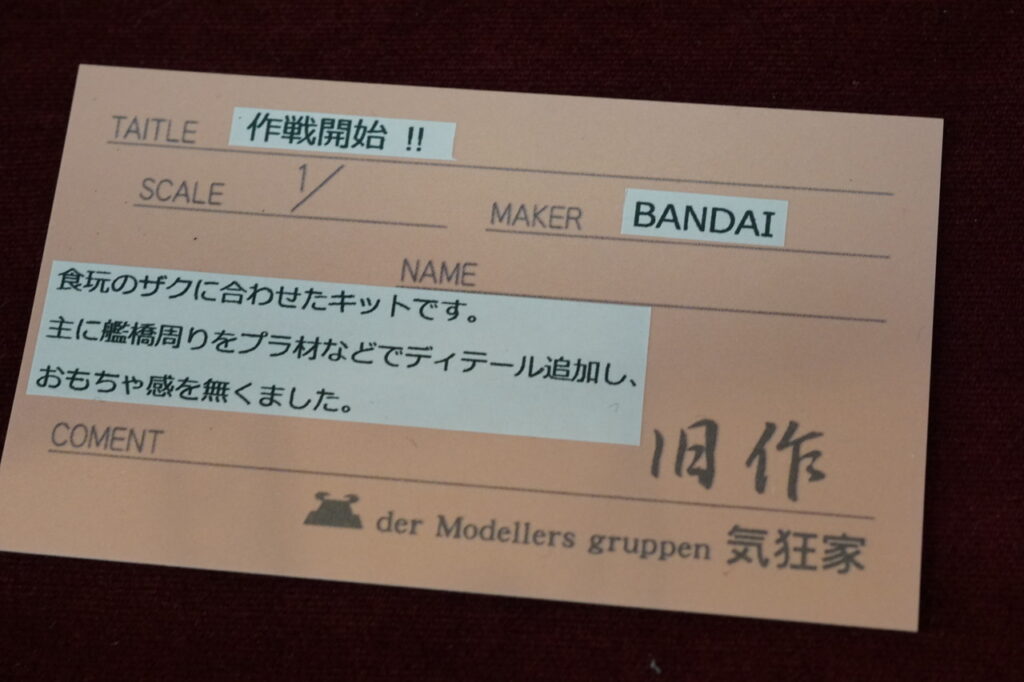 TAITLE 作戦開始 !!
SCALE 1/
MAKER BANDAI
NAME
食玩のザクに合わせたキットです。
主に艦橋周りをプラ材などでディテール追加し、
おもちゃ感を無くました。
COMENT
旧作
der Modellers gruppen 気狂家